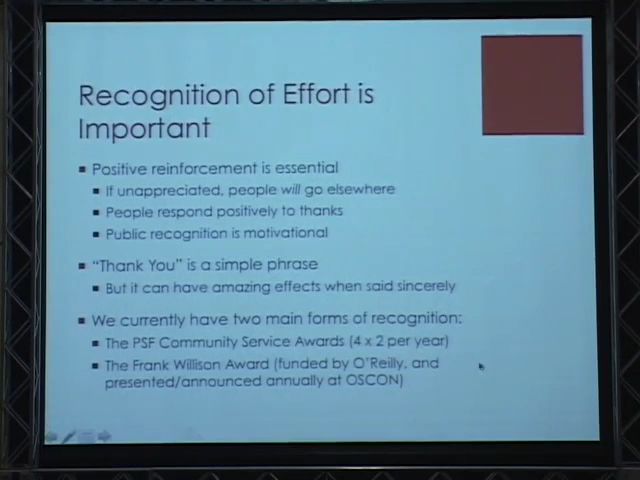 Recognition of Effort is
Important
Positive reinforcement is essential
If unappreciated, people will go elsewhere
People respond positively to thanks
Public recognition is motivational
“Thank You” is a simple phrase
But it can have amazing effects when said sincerely
We currently have two main forms of recognition:
The PSF Community Service Awards (4 x 2 per year)
The Frank Willison Award (funded by O'Reilly, and
presented/announced annually at OSCON)